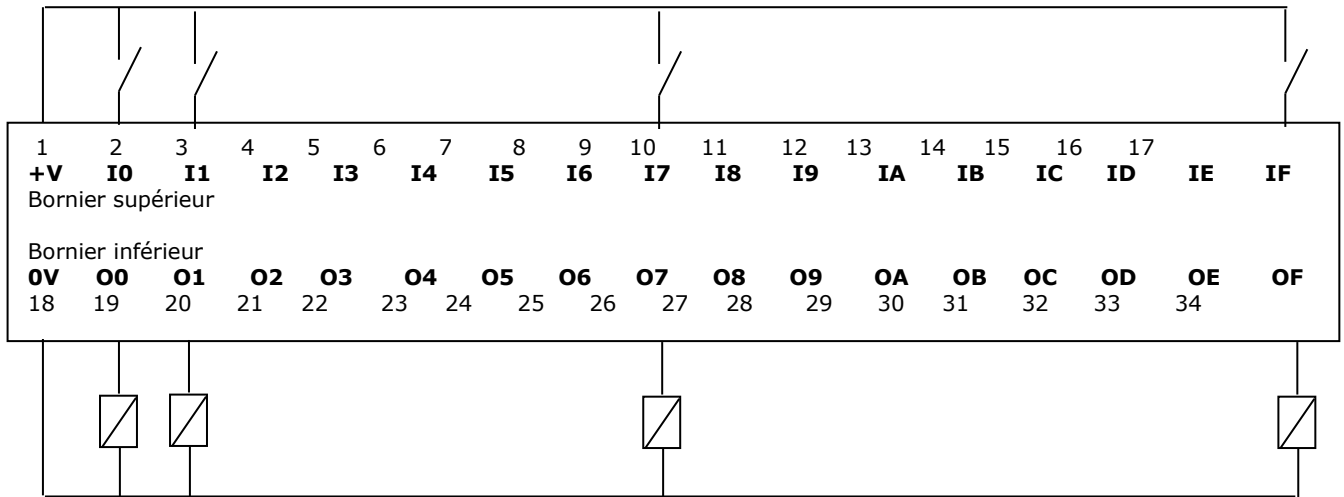 1 2 3 4 5 6 7 8 9 10 11 12 13 14 15 16 17
+V I0 I1 I2 I3 I4 I5 I6 I7 I8 I9 IA IB IC ID IE IF
Bornier supérieur
Bornier inférieur
0V O0 O1 O2 O3 O4 O5 O6 O7 O8 O9 OA OB OC OD OE OF
18 19 20 21 22 23 24 25 26 27 28 29 30 31 32 33 34